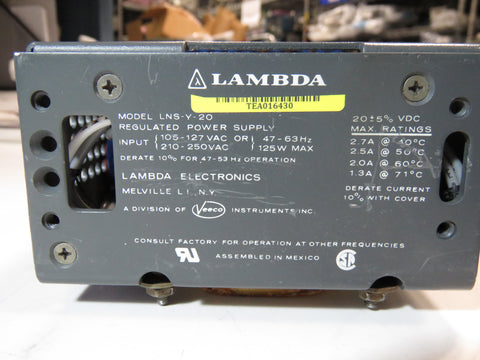 LAMBDA
TEA016430
MODEL LNS-Y-20
REGULATED POWER SUPPLY
INPUT (105-127 VAC OR) 47-63Hz
(210-250VAC ) 125W MAX
DERATE 10% FOR 47-53 Hz OPERATION
LAMBDA ELECTRONICS
MELVILLE L.I., N.Y.
A DIVISION OF Veeco INSTRUMENTS INC.
20±5% VDC
MAX. RATINGS
2.7A @ 40°C
2.5A @ 50°C
2.0A @ 60°C
1.3A @ 71°C
DERATE CURRENT
10% WITH COVER
CONSULT FACTORY FOR OPERATION AT OTHER FREQUENCIES
ASSEMBLED IN MEXICO